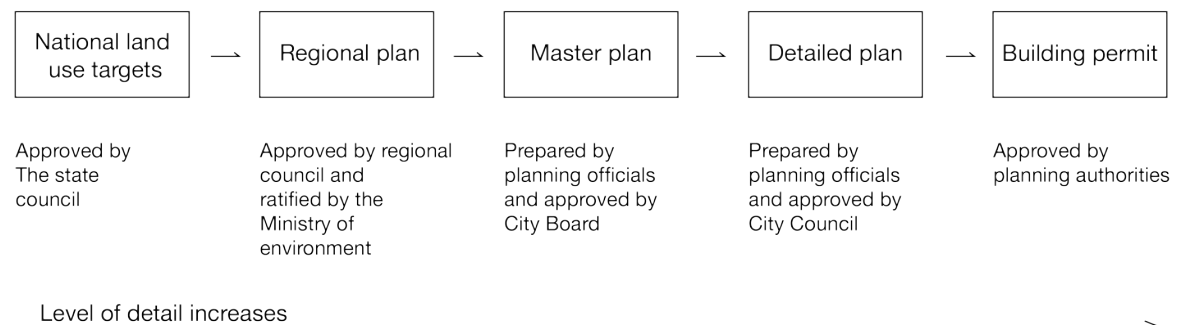 National land
use targets
Regional plan
Master plan
Detailed plan
Building permit
Approved by
The state
council
Approved by regional
council and
ratified by the
Ministry of
environment
Prepared by
planning officials
and approved by
City Board
Prepared by
planning officials
and approved by
City Council
Approved by
planning authorities
Level of detail increases